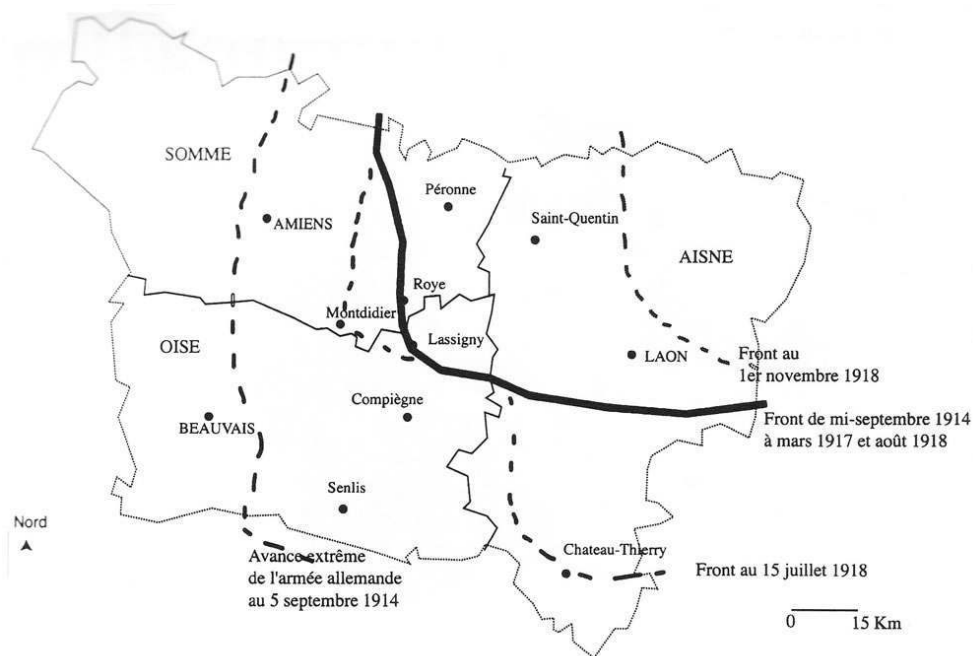 SOMME
Péronne
Saint-Quentin
AMIENS
AISNE
Roye
Montdidier
OISE
Lassigny
LAON
Front au
1er novembre 1918
Compiègne
BEAUVAIS
Front de mi-septembre 1914
à mars 1917 et août 1918
Senlis
Nord
Avance extrême
de l'armée allemande
au 5 septembre 1914
Chateau-Thierry
Front au 15 juillet 1918
0 15 Km